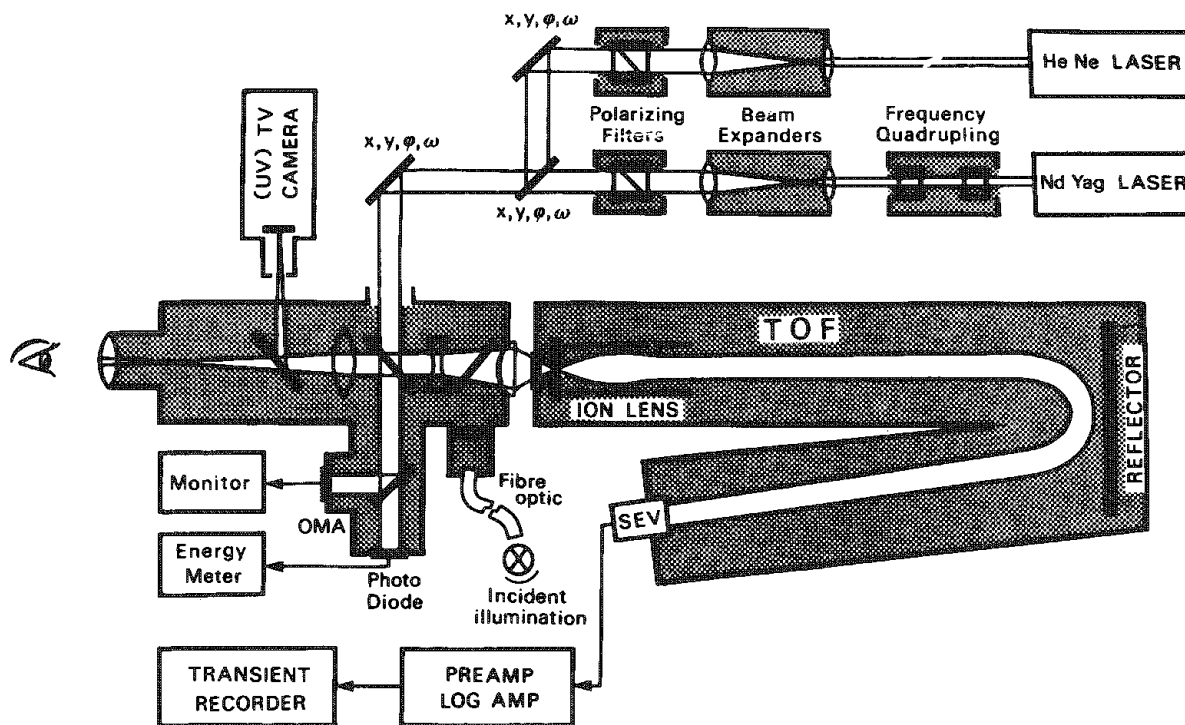 x, y, φ, ω
He Ne LASER
Polarizing
Filters
Beam
Expanders
Frequency
Quadrupling
(UV) TV
CAMERA
x, y, φ, ω
x, y, φ, ω
Nd Yag LASER
TOF
ION LENS
REFLECTOR
Monitor
OMA
Fibre
optic
SEV
Energy
Meter
Photo
Diode
Incident
illumination
TRANSIENT
RECORDER
PREAMP
LOG AMP